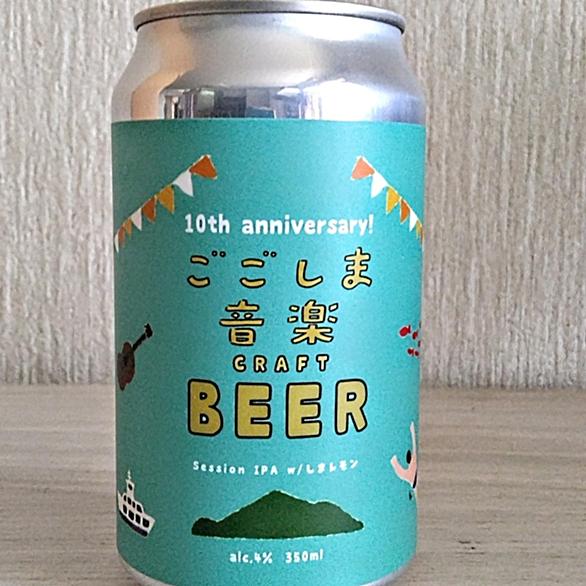 10th anniversary!
ごごしま
音楽
CRAFT
BEER
Session IPA w/しまレモン
alc.4% 350ml